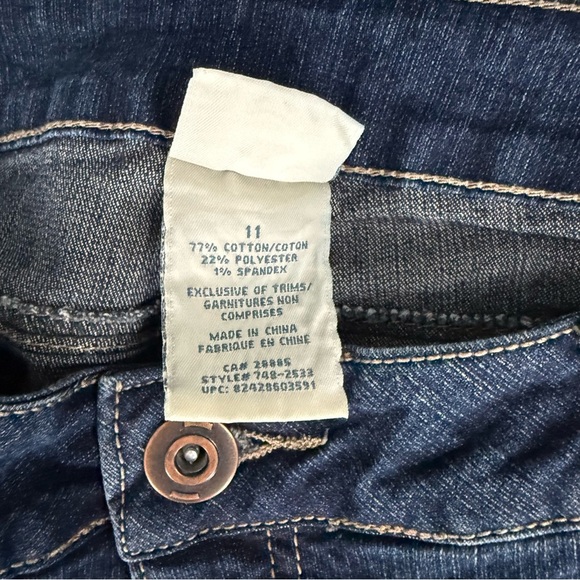 11
77% COTTON/COTON
22% POLYESTER
1% SPANDEX
EXCLUSIVE OF TRIMS/
GARNITURES NON
COMPRISES
MADE IN CHINA
FABRIQUE EN CHINE
CA# 28885
STYLE# 748-2533
UPC: 82428603591